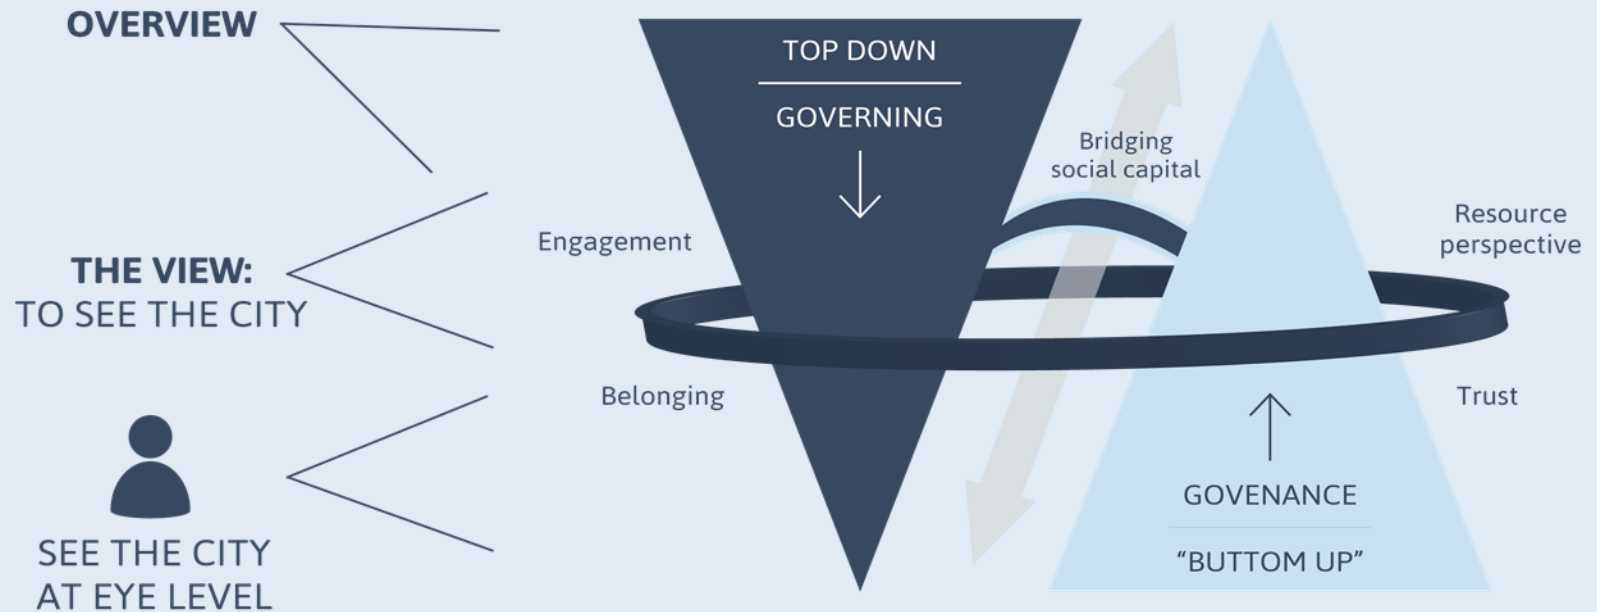 OVERVIEW
THE VIEW:
TO SEE THE CITY
SEE THE CITY
AT EYE LEVEL
TOP DOWN
GOVERNING
Bridging
social capital
Engagement
Resource
perspective
Belonging
Trust
GOVENANCE
“BUTTOM UP”